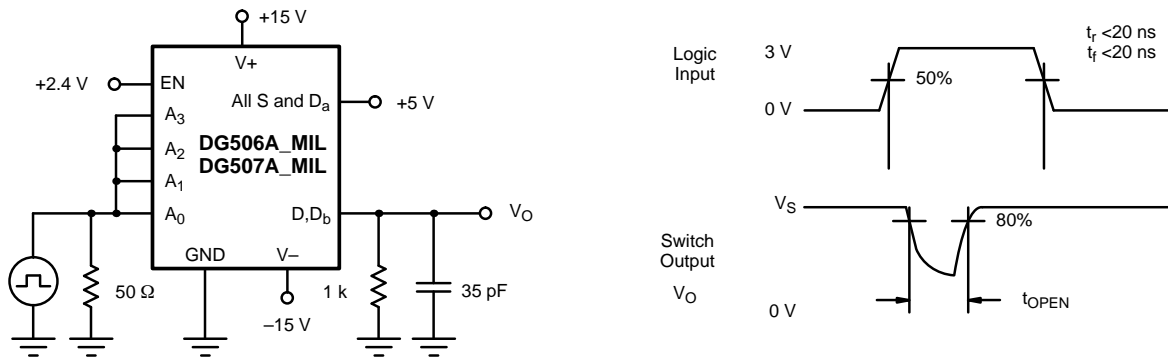 +15 V
V+
+2.4 V
EN
All S and Da
+5 V
A3
A2
A1
A0
DG506A_MIL
DG507A_MIL
D,Db
VO
GND
V–
50 Ω
–15 V
1 k
35 pF
Logic
Input
3 V
0 V
50%
tr <20 ns
tf <20 ns
VS
80%
Switch
Output
VO
0 V
tOPEN